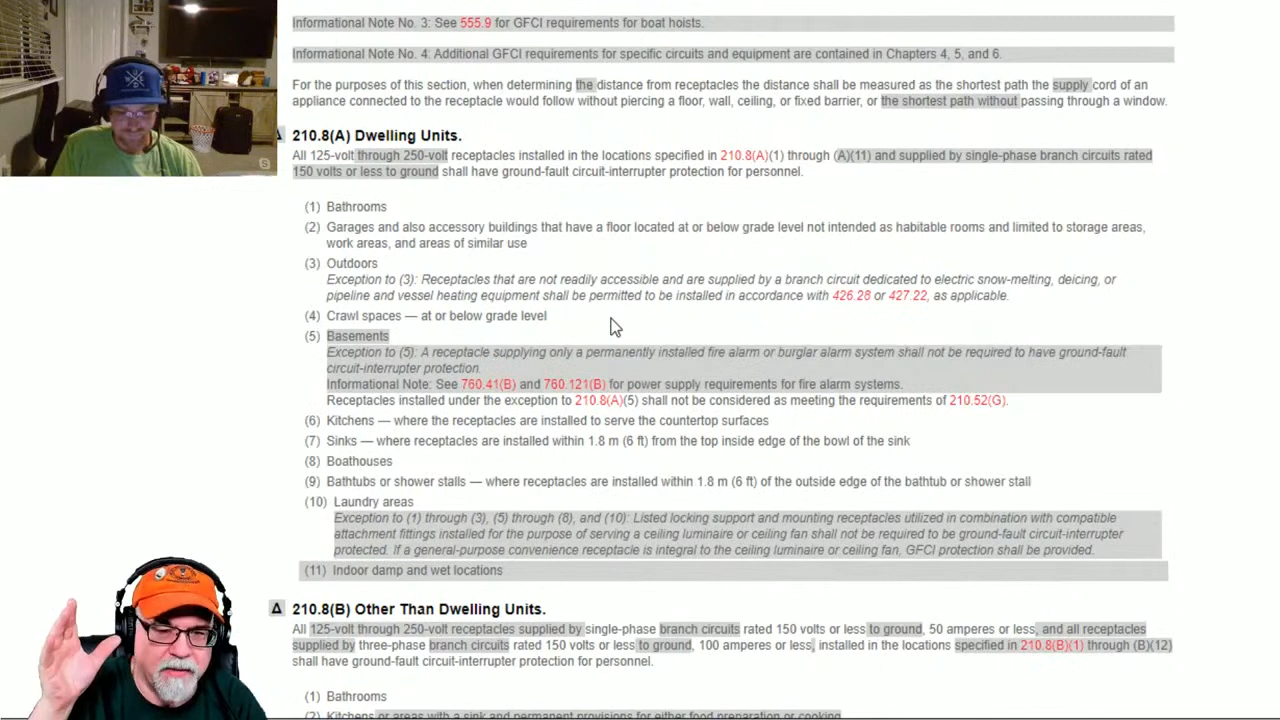 Informational Note No. 3: See 555.9 for GFCI requirements for boat hoists.
Informational Note No. 4: Additional GFCI requirements for specific circuits and equipment are contained in Chapters 4, 5, and 6.
For the purposes of this section, when determining the distance from receptacles the distance shall be measured as the shortest path the supply cord of an
appliance connected to the receptacle would follow without piercing a floor, wall, ceiling, or fixed barrier, or the shortest path without passing through a window.
Δ 210.8(A) Dwelling Units.
All 125-volt through 250-volt receptacles installed in the locations specified in 210.8(A)(1) through (A)(11) and supplied by single-phase branch circuits rated
150 volts or less to ground shall have ground-fault circuit-interrupter protection for personnel.
(1) Bathrooms
(2) Garages and also accessory buildings that have a floor located at or below grade level not intended as habitable rooms and limited to storage areas,
work areas, and areas of similar use
(3) Outdoors
Exception to (3): Receptacles that are not readily accessible and are supplied by a branch circuit dedicated to electric snow-melting, deicing, or
pipeline and vessel heating equipment shall be permitted to be installed in accordance with 426.28 or 427.22, as applicable.
(4) Crawl spaces — at or below grade level
(5) Basements
Exception to (5): A receptacle supplying only a permanently installed fire alarm or burglar alarm system shall not be required to have ground-fault
circuit-interrupter protection.
Informational Note: See 760.41(B) and 760.121(B) for power supply requirements for fire alarm systems.
Receptacles installed under the exception to 210.8(A)(5) shall not be considered as meeting the requirements of 210.52(G).
(6) Kitchens — where the receptacles are installed to serve the countertop surfaces
(7) Sinks — where receptacles are installed within 1.8 m (6 ft) from the top inside edge of the bowl of the sink
(8) Boathouses
(9) Bathtubs or shower stalls — where receptacles are installed within 1.8 m (6 ft) of the outside edge of the bathtub or shower stall
(10) Laundry areas
Exception to (1) through (3), (5) through (8), and (10): Listed locking support and mounting receptacles utilized in combination with compatible
attachment fittings installed for the purpose of serving a ceiling luminaire or ceiling fan shall not be required to be ground-fault circuit-interrupter
protected. If a general-purpose convenience receptacle is integral to the ceiling luminaire or ceiling fan, GFCI protection shall be provided.
(11) Indoor damp and wet locations
Δ 210.8(B) Other Than Dwelling Units.
All 125-volt through 250-volt receptacles supplied by single-phase branch circuits rated 150 volts or less to ground, 50 amperes or less, and all receptacles
supplied by three-phase branch circuits rated 150 volts or less to ground, 100 amperes or less, installed in the locations specified in 210.8(B)(1) through (B)(12)
shall have ground-fault circuit-interrupter protection for personnel.
(1) Bathrooms
(2) Kitchens or areas with a sink and permanent provisions for either food preparation or cooking